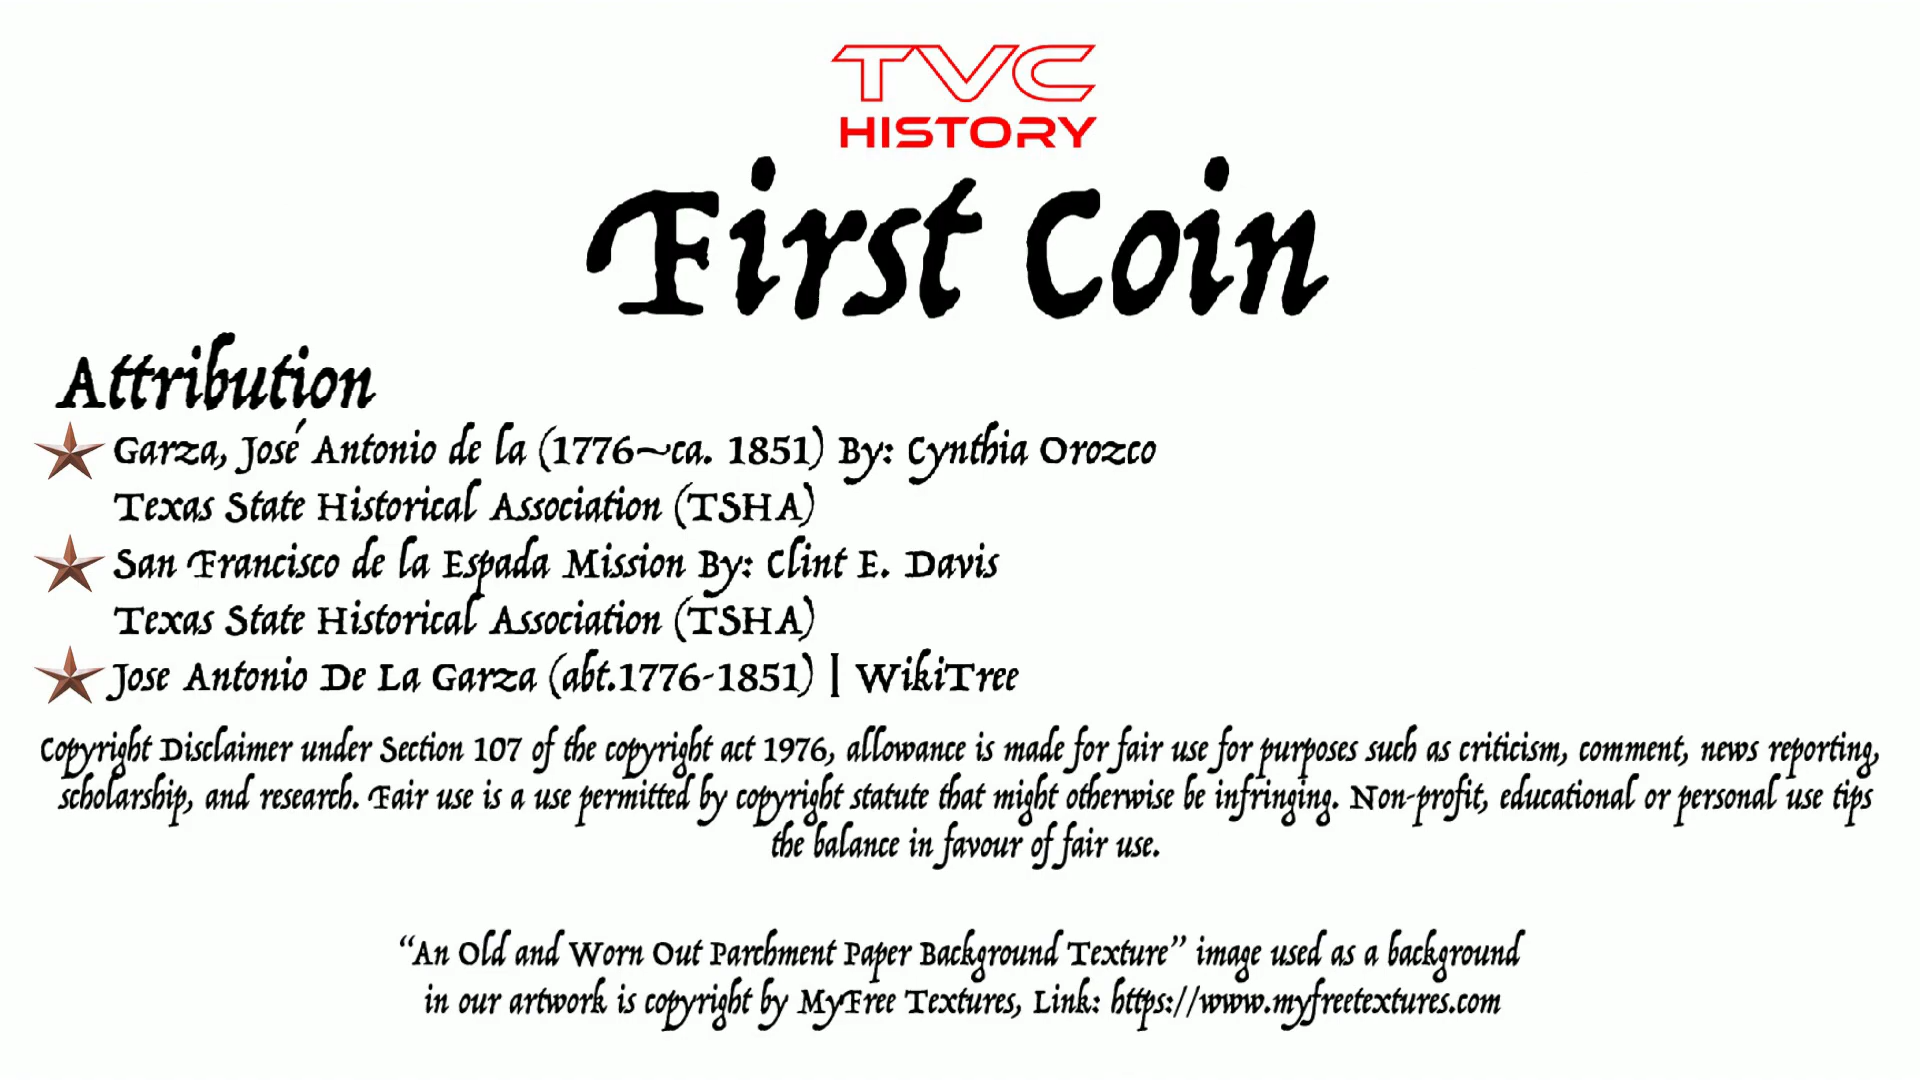 TVC
HISTORY
First Coin
Attribution
Garza, José Antonio de la (1776~ca. 1851) By: Cynthia Orozco
Texas State Historical Association (TSHA)
San Francisco de la Espada Mission By: Clint E. Davis
Texas State Historical Association (TSHA)
Jose Antonio De La Garza (abt.1776-1851) | WikiTree
Copyright Disclaimer under Section 107 of the copyright act 1976, allowance is made for fair use for purposes such as criticism, comment, news reporting,
scholarship, and research. Fair use is a use permitted by copyright statute that might otherwise be infringing. Non-profit, educational or personal use tips
the balance in favour of fair use.
“An Old and Worn Out Parchment Paper Background Texture” image used as a background
in our artwork is copyright by MyFree Textures, Link: https://www.myfreetextures.com